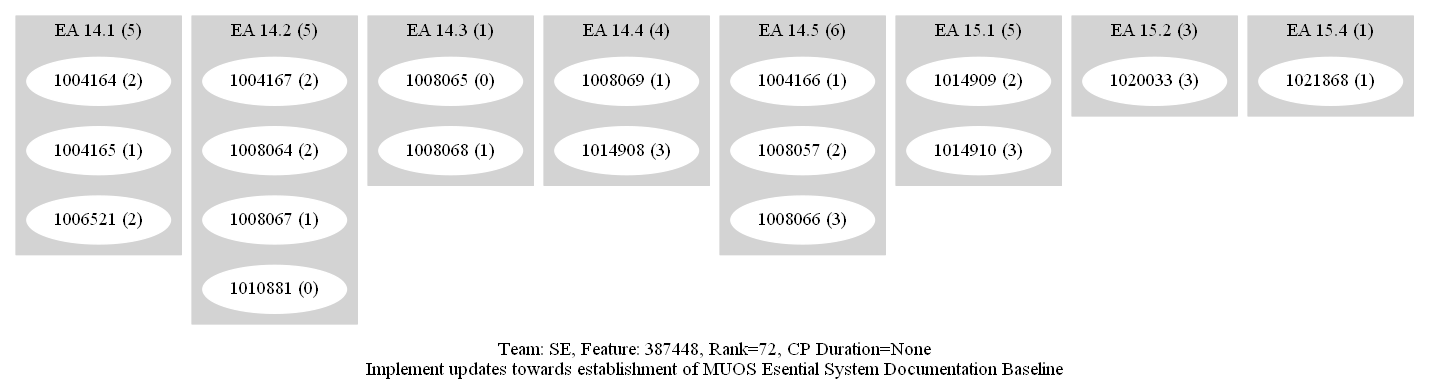 EA 14.1 (5)
1004164 (2)
1004165 (1)
1006521 (2)
EA 14.2 (5)
1004167 (2)
1008064 (2)
1008067 (1)
1010881 (0)
EA 14.3 (1)
1008065 (0)
1008068 (1)
EA 14.4 (4)
1008069 (1)
1014908 (3)
EA 14.5 (6)
1004166 (1)
1008057 (2)
1008066 (3)
EA 15.1 (5)
1014909 (2)
1014910 (3)
EA 15.2 (3)
1020033 (3)
EA 15.4 (1)
1021868 (1)
Team: SE, Feature: 387448, Rank=72, CP Duration=None
Implement updates towards establishment of MUOS Esential System Documentation Baseline